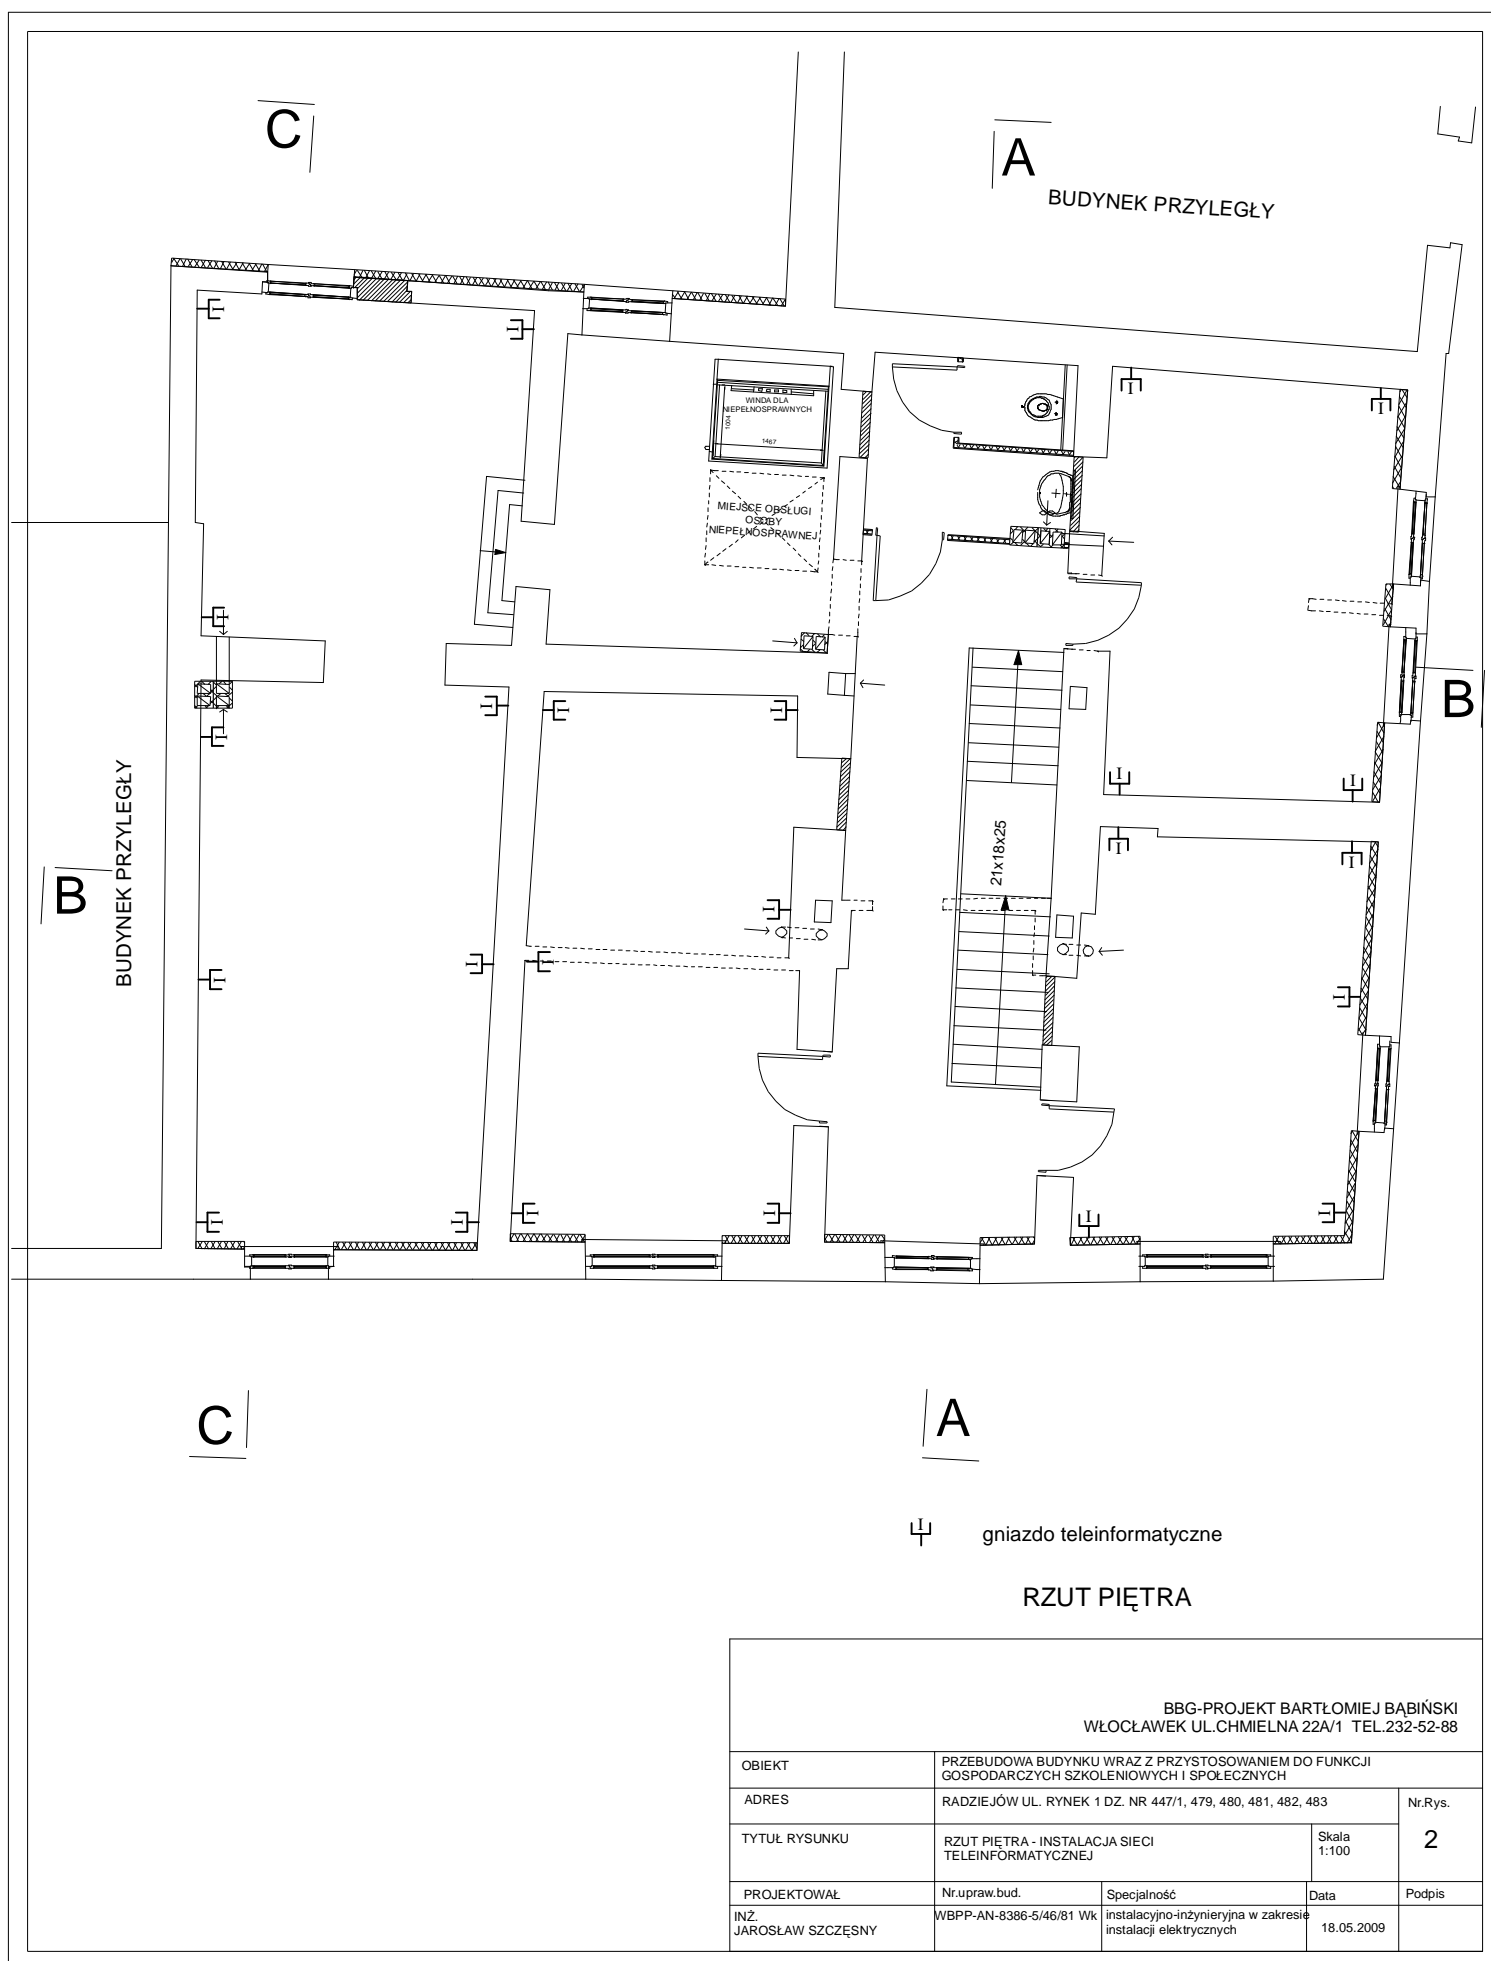 C
A
BUDYNEK PRZYLEGŁY
WINDA DLA
NIEPEŁNOSPRAWNYCH
1004
1467
MIEJSCE OBSŁUGI
OSOBY
NIEPEŁNOSPRAWNEJ
B
21x18x25
BUDYNEK PRZYLEGŁY
B
C
A
gniazdo teleinformatyczne
RZUT PIĘTRA
BBG-PROJEKT BARTŁOMIEJ BĄBIŃSKI
WŁOCŁAWEK UL.CHMIELNA 22A/1 TEL.232-52-88
OBIEKT
PRZEBUDOWA BUDYNKU WRAZ Z PRZYSTOSOWANIEM DO FUNKCJI
GOSPODARCZYCH SZKOLENIOWYCH I SPOŁECZNYCH
ADRES
RADZIEJÓW UL. RYNEK 1 DZ. NR 447/1, 479, 480, 481, 482, 483
Nr.Rys.
2
TYTUŁ RYSUNKU
RZUT PIĘTRA - INSTALACJA SIECI
TELEINFORMATYCZNEJ
Skala
1:100
PROJEKTOWAŁ
Nr.upraw.bud.
Specjalność
Data
Podpis
INŻ.
JAROSŁAW SZCZĘSNY
WBPP-AN-8386-5/46/81 Wk
instalacyjno-inżynieryjna w zakresie
instalacji elektrycznych
18.05.2009